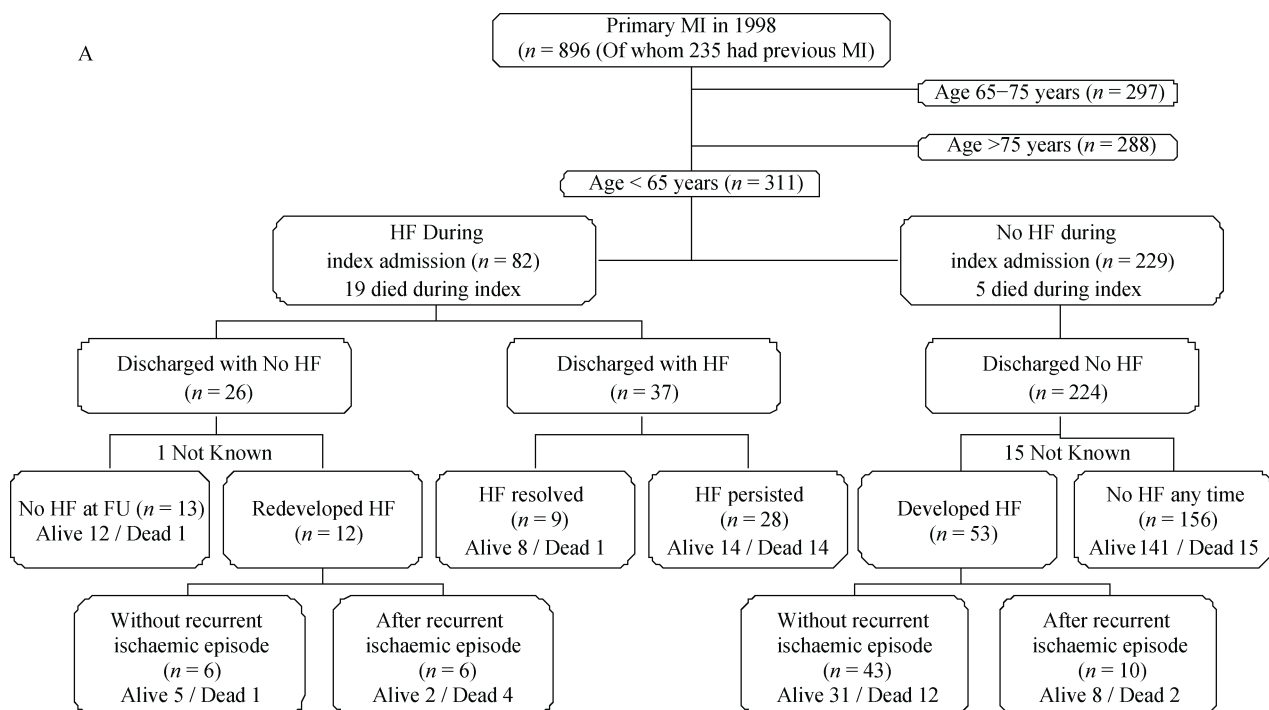 A
Primary MI in 1998
(n = 896 (Of whom 235 had previous MI)
Age 65−75 years (n = 297)
Age >75 years (n = 288)
Age < 65 years (n = 311)
HF During
index admission (n = 82)
19 died during index
No HF during
index admission (n = 229)
5 died during index
Discharged with No HF
(n = 26)
Discharged with HF
(n = 37)
Discharged No HF
(n = 224)
1 Not Known
15 Not Known
No HF at FU (n = 13)
Alive 12 / Dead 1
Redeveloped HF
(n = 12)
HF resolved
(n = 9)
Alive 8 / Dead 1
HF persisted
(n = 28)
Alive 14 / Dead 14
Developed HF
(n = 53)
No HF any time
(n = 156)
Alive 141 / Dead 15
Without recurrent
ischaemic episode
(n = 6)
Alive 5 / Dead 1
After recurrent
ischaemic episode
(n = 6)
Alive 2 / Dead 4
Without recurrent
ischaemic episode
(n = 43)
Alive 31 / Dead 12
After recurrent
ischaemic episode
(n = 10)
Alive 8 / Dead 2